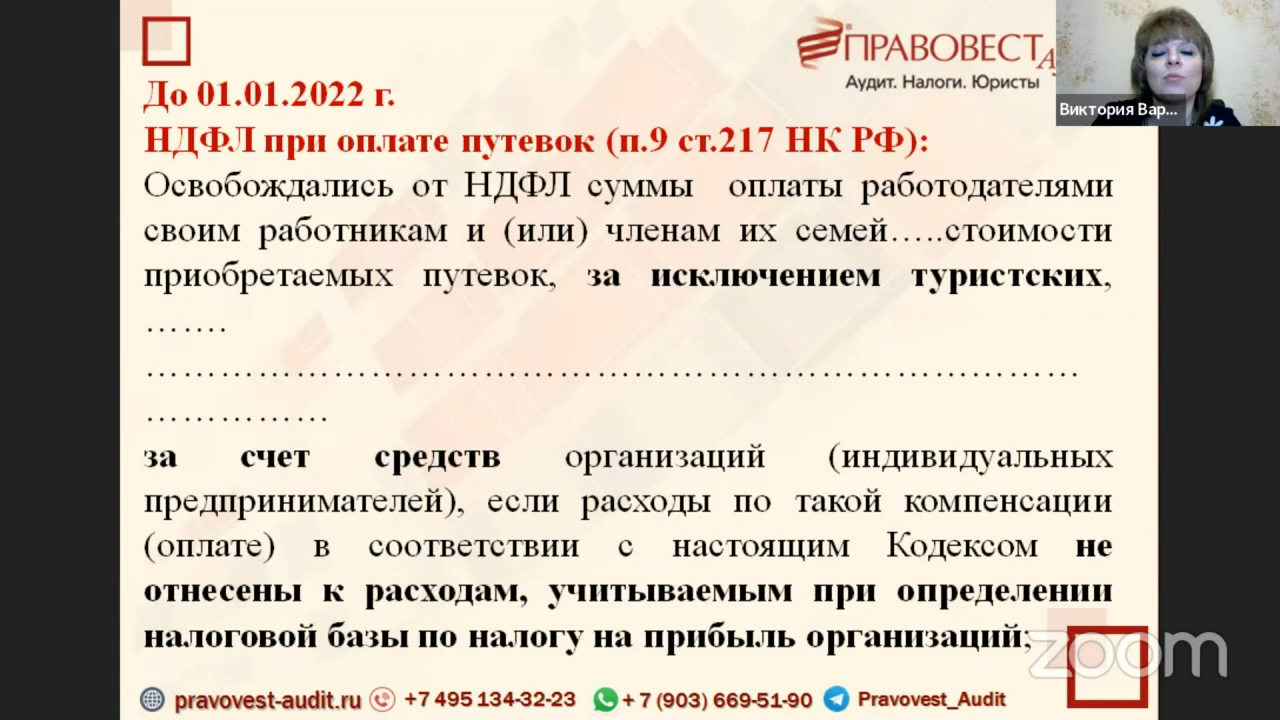 ПРАВОВЕСТ
Аудит. Налоги. Юристы
Виктория Вар...
До 01.01.2022 г.
НДФЛ при оплате путевок (п.9 ст.217 НК РФ):
Освобождались от НДФЛ суммы оплаты работодателями
своим работникам и (или) членам их семей…..стоимости
приобретаемых путевок, за исключением туристских,
…….
………………………………………………………………
……………
за счет средств организаций (индивидуальных
предпринимателей), если расходы по такой компенсации
(оплате) в соответствии с настоящим Кодексом не
отнесены к расходам, учитываемым при определении
налоговой базы по налогу на прибыль организаций;
zoom
pravovest-audit.ru +7 495 134-32-23 + 7 (903) 669-51-90 Pravovest_Audit